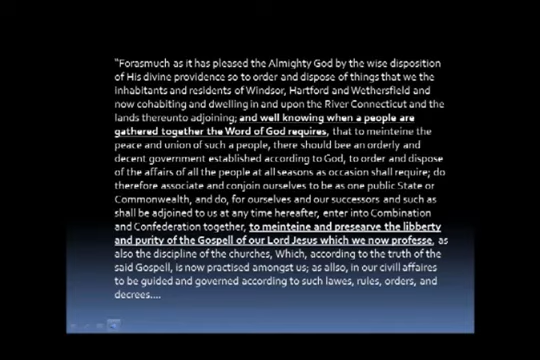 “Forasmuch as it has pleased the Almighty God by the wise disposition
of His divine providence so to order and dispose of things that we the
inhabitants and residents of Windsor, Hartford and Wethersfield and
now cohabiting and dwelling in and upon the River Connecticut and the
lands thereunto adjoining; and well knowing when a people are
gathered together the Word of God requires, that to meinteine the
peace and union of such a people, there should bee an orderly and
decent government established according to God, to order and dispose
of the affairs of all the people at all seasons as occasion shall require; do
therefore associate and conjoin ourselves to be as one public State or
Commonwealth, and do, for ourselves and our successors and such as
shall be adjoined to us at any time hereafter, enter into Combination
and Confederation together, to meinteine and presearve the libberty
and purity of the Gospell of our Lord Jesus which we now professe, as
also the discipline of the churches, Which, according to the truth of the
said Gospell, is now practised amongst us; as allso, in our civill affaires
to be guided and governed according to such lawes, rules, orders, and
decrees....